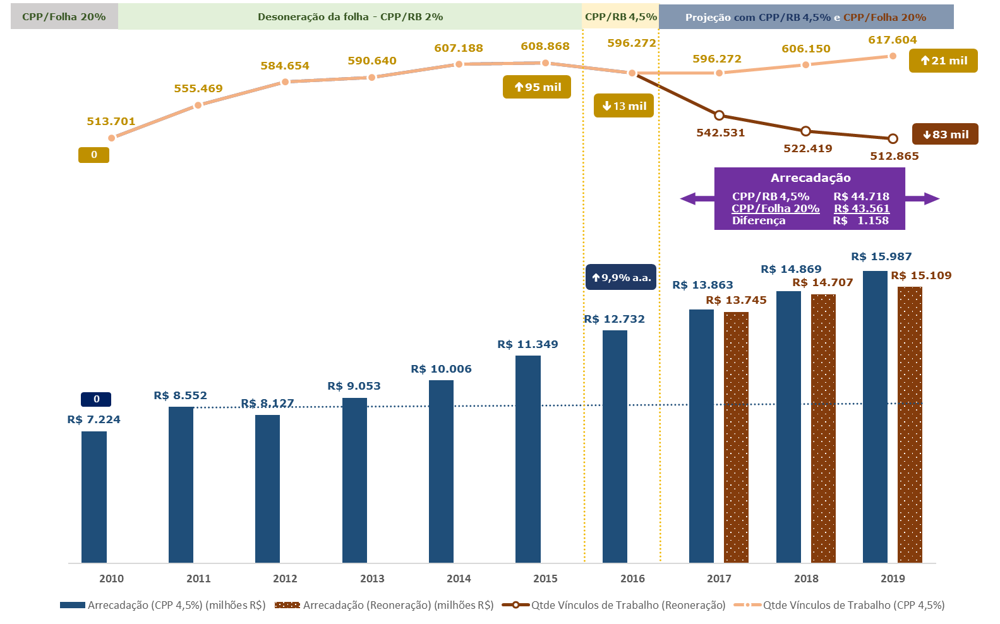 CPP/Folha 20%
Desoneração da folha - CPP/RB 2%
CPP/RB 4,5%
Projeção com CPP/RB 4,5% e CPP/Folha 20%
513.701
555.469
584.654
590.640
607.188
608.868
596.272
596.272
606.150
617.604
0
↑95 mil
↓13 mil
↑21 mil
542.531
522.419
512.865
↓83 mil
Arrecadação
CPP/RB 4,5% R$ 44.718
CPP/Folha 20% R$ 43.561
Diferença R$ 1.158
↑9,9% a.a.
0
R$ 7.224
R$ 8.552
R$ 8.127
R$ 9.053
R$ 10.006
R$ 11.349
R$ 12.732
R$ 13.863
R$ 13.745
R$ 14.869
R$ 14.707
R$ 15.987
R$ 15.109
2010 2011 2012 2013 2014 2015 2016 2017 2018 2019
Arrecadação (CPP 4,5%) (milhões R$) Arrecadação (Reoneração) (milhões R$) Qtde Vínculos de Trabalho (Reoneração) Qtde Vínculos de Trabalho (CPP 4,5%)